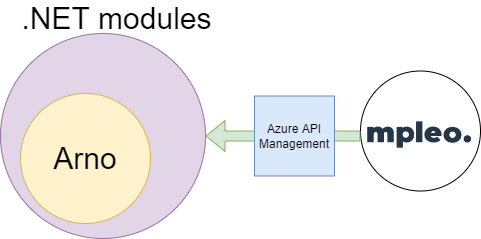 .NET modules
Arno
Azure API
Management
mpleo.